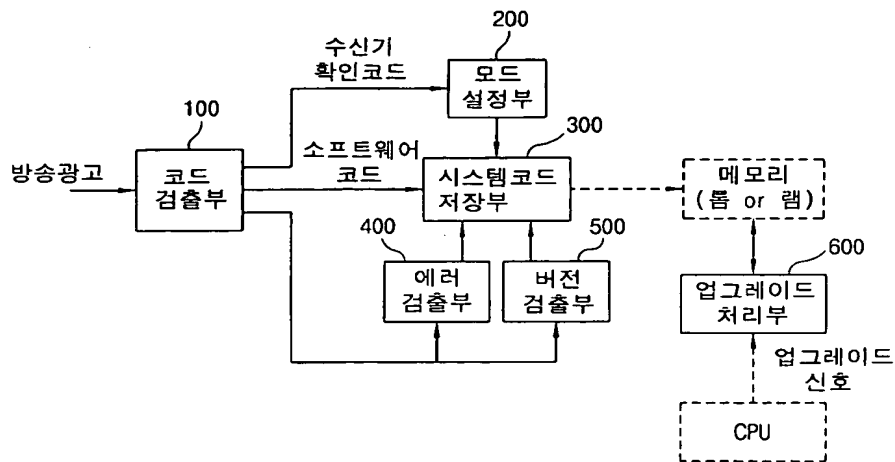 200
수신기
확인코드
모드
설정부
100
300
소프트웨어
코드
방송광고
코드
검출부
시스템코드
저장부
메모리
(롬 or 램)
400
500
600
에러
검출부
버전
검출부
업그레이드
처리부
업그레이드
신호
CPU